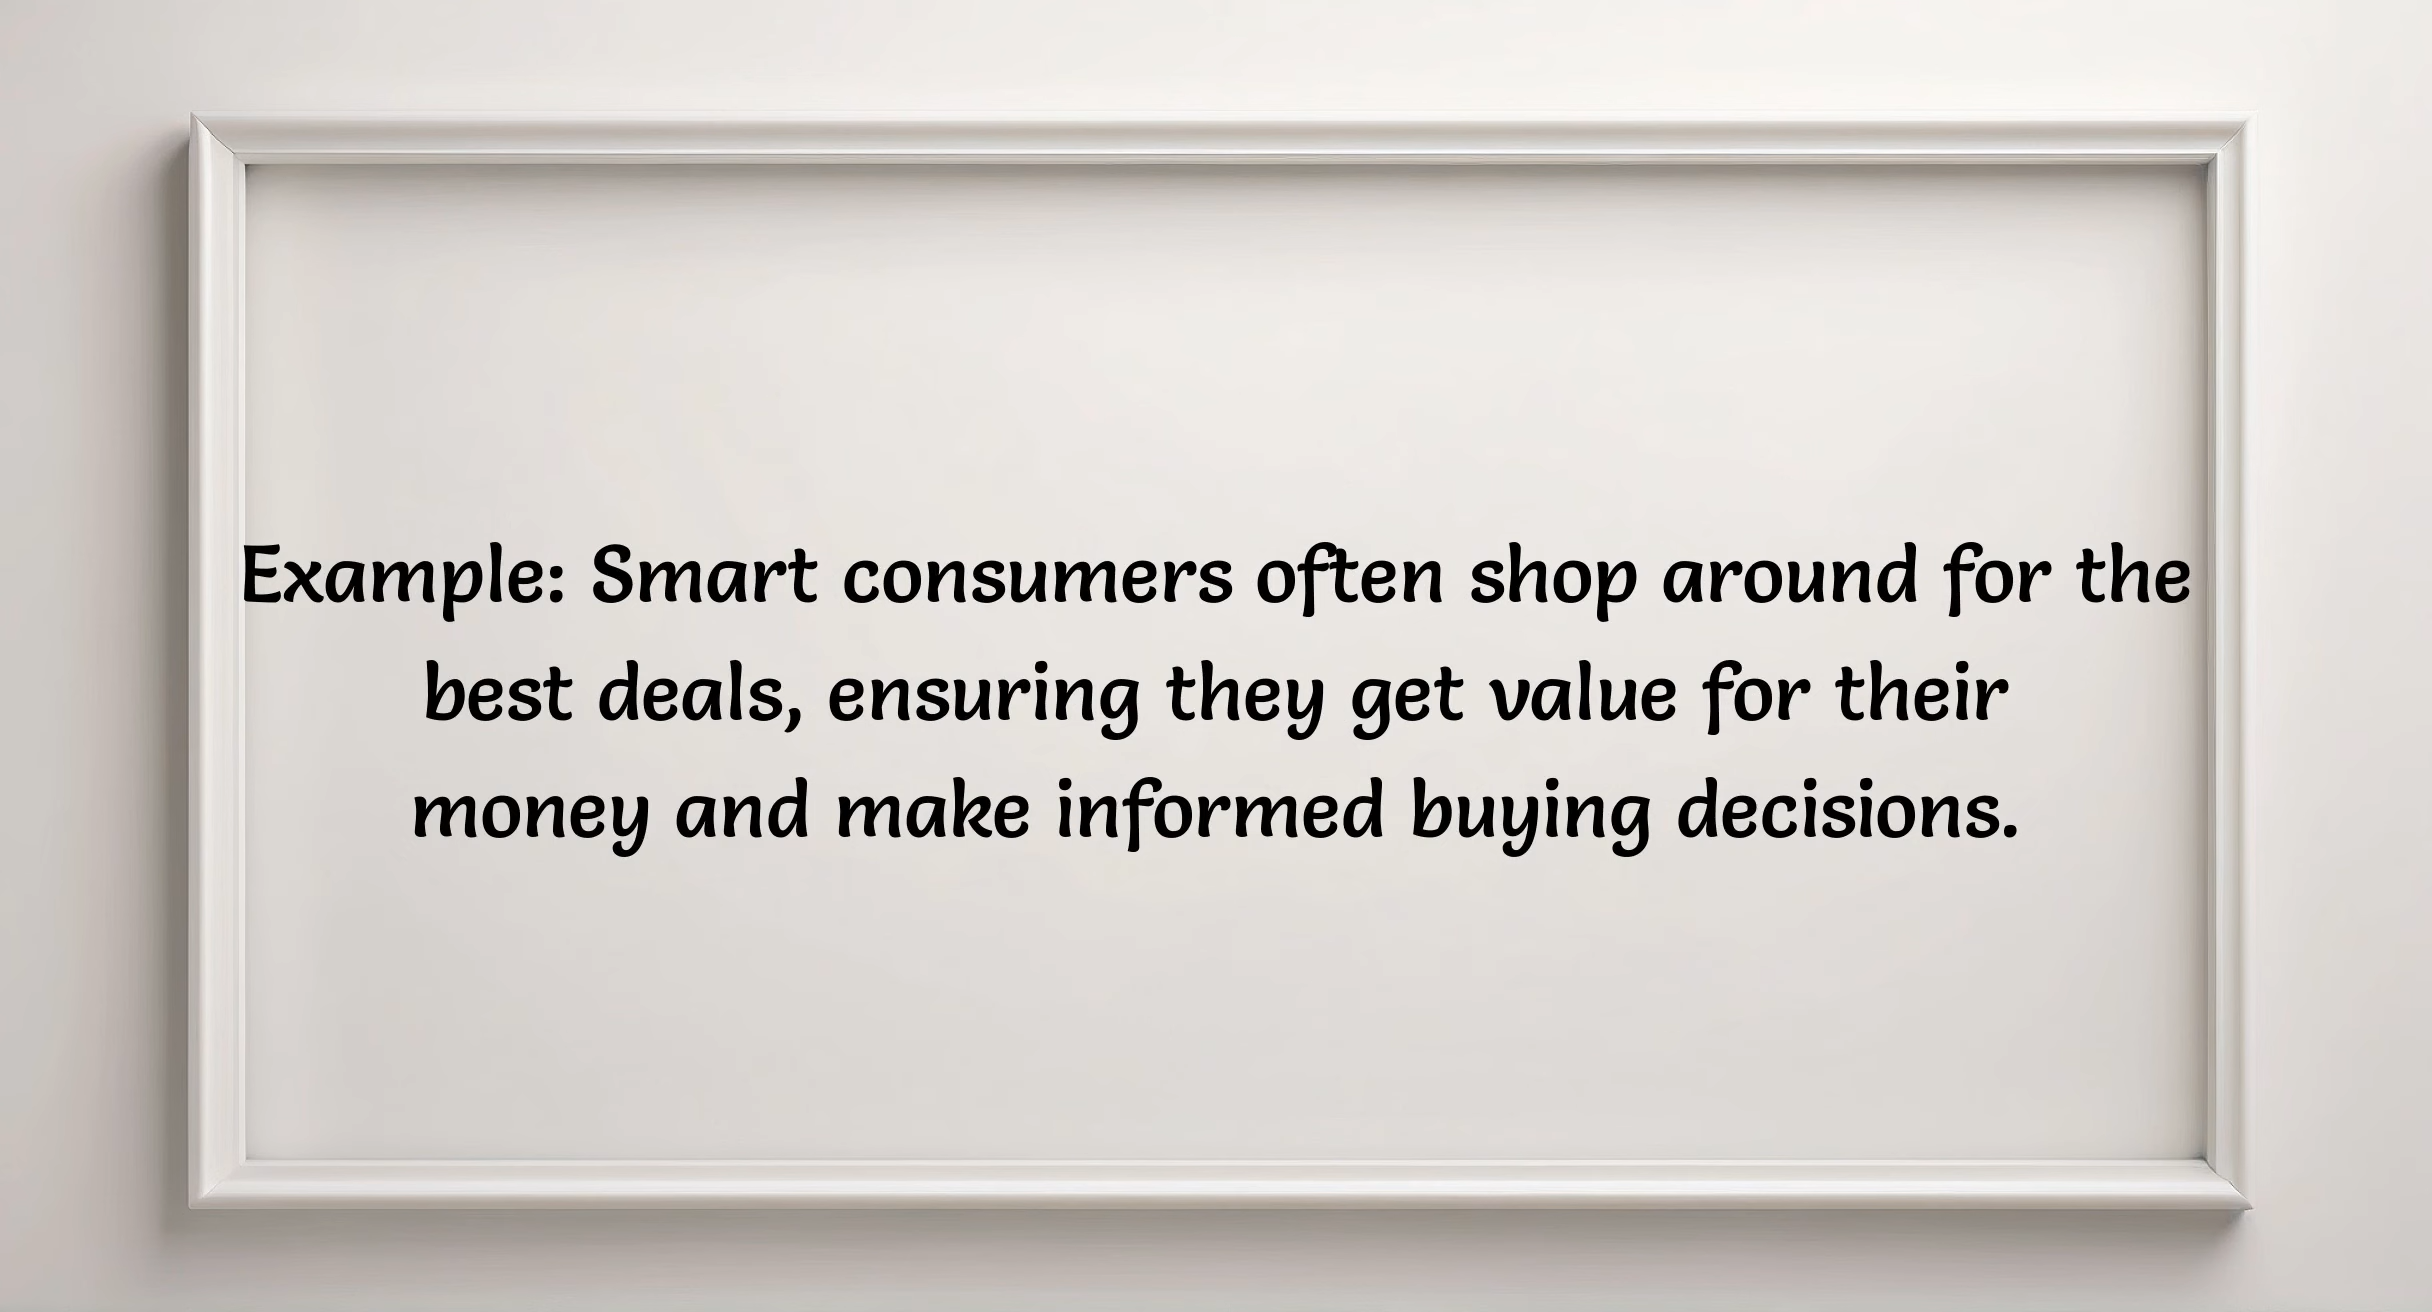 Example: Smart consumers often shop around for the
best deals, ensuring they get value for their
money and make informed buying decisions.